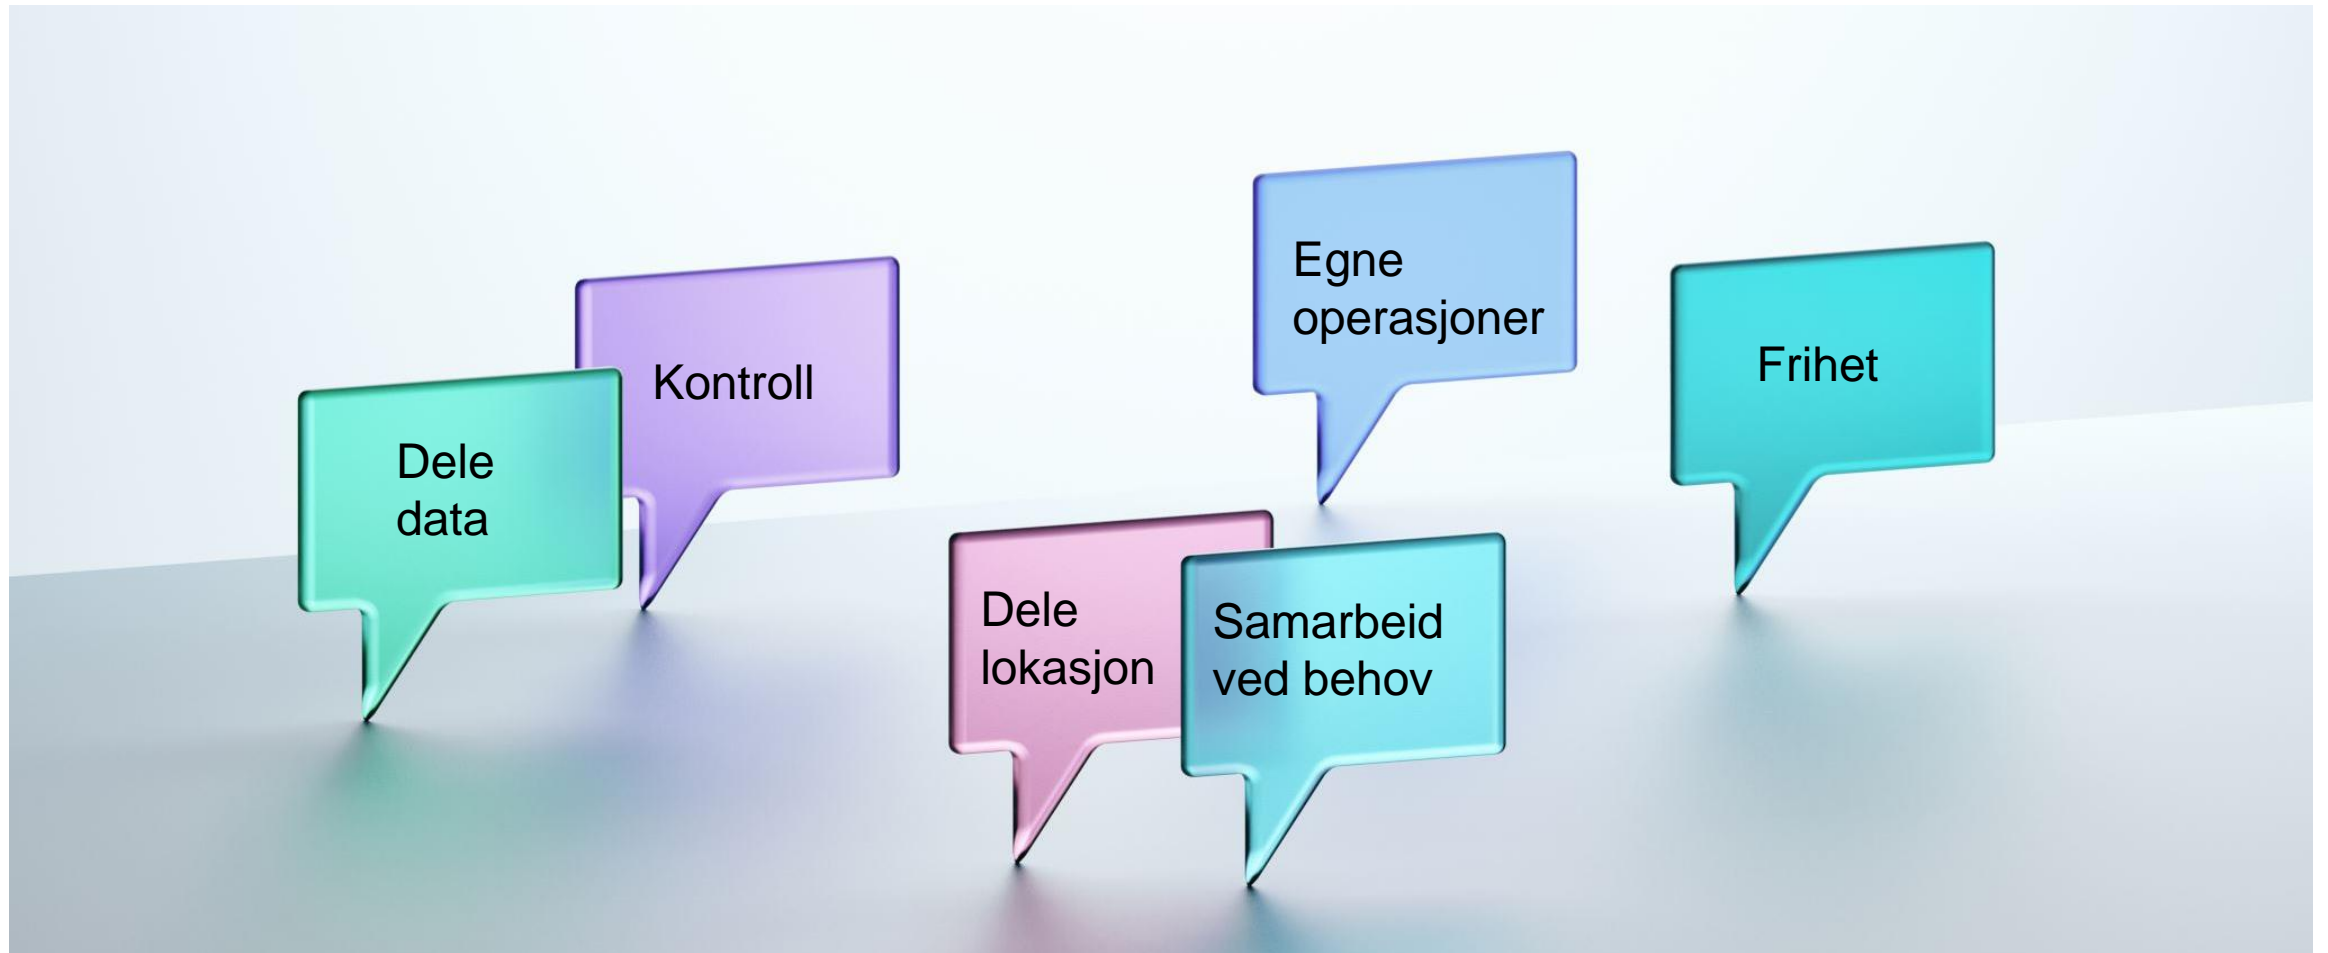 Dele
data
Kontroll
Dele
lokasjon
Samarbeid
ved behov
Egne
operasjoner
Frihet